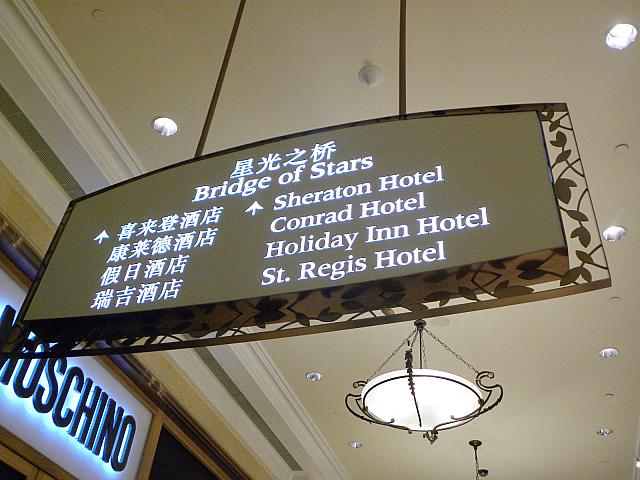 星光之桥
Bridge of Stars
喜来登酒店
康莱德酒店
假日酒店
瑞吉酒店
Sheraton Hotel
Conrad Hotel
Holiday Inn Hotel
St. Regis Hotel
MOSCHINO